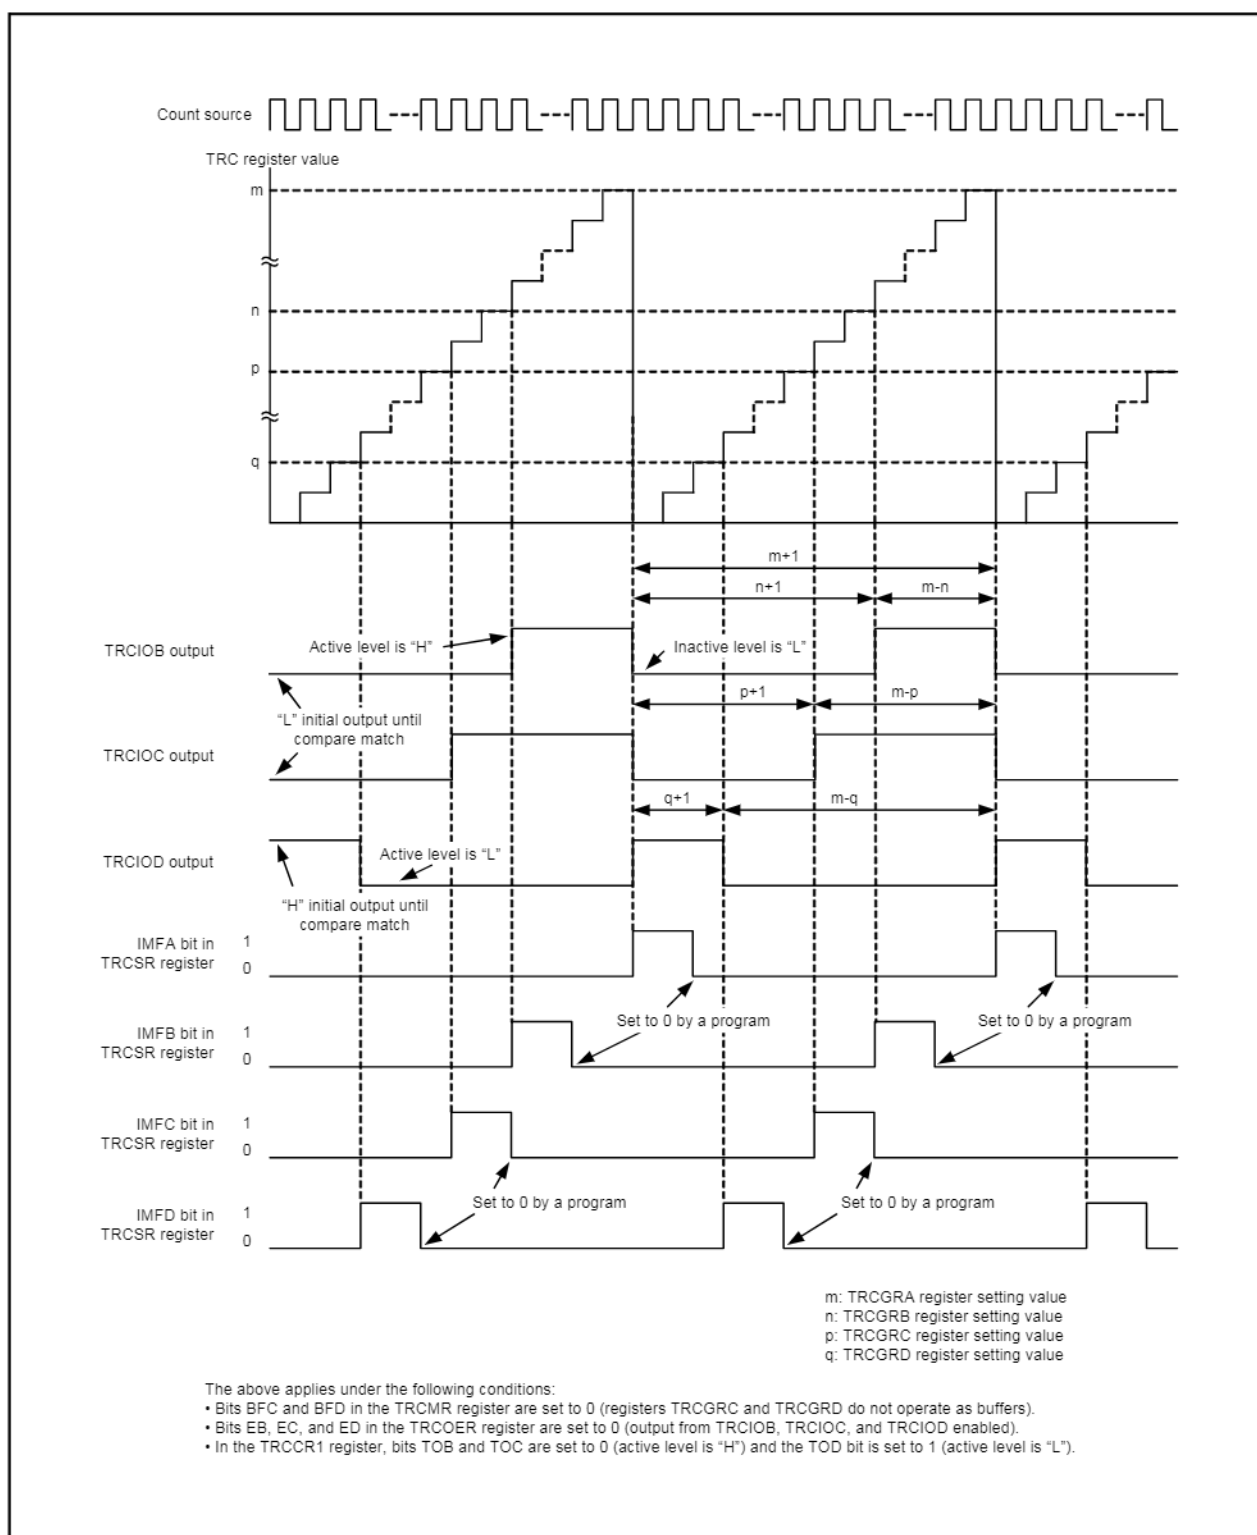 Count source
TRC register value
m
n
p
q
m+1
n+1
m-n
TRCIOB output
Active level is “H”
Inactive level is “L”
p+1
m-p
“L” initial output until
compare match
TRCIOC output
q+1
m-q
TRCIOD output
Active level is “L”
“H” initial output until
compare match
IMFA bit in
TRCSR register
1
0
Set to 0 by a program
Set to 0 by a program
IMFB bit in
TRCSR register
1
0
IMFC bit in
TRCSR register
1
0
Set to 0 by a program
Set to 0 by a program
IMFD bit in
TRCSR register
1
0
m: TRCGRA register setting value
n: TRCGRB register setting value
p: TRCGRC register setting value
q: TRCGRD register setting value
The above applies under the following conditions:
• Bits BFC and BFD in the TRCMR register are set to 0 (registers TRCGRC and TRCGRD do not operate as buffers).
• Bits EB, EC, and ED in the TRCOER register are set to 0 (output from TRCIOB, TRCIOC, and TRCIOD enabled).
• In the TRCCR1 register, bits TOB and TOC are set to 0 (active level is “H”) and the TOD bit is set to 1 (active level is “L”).